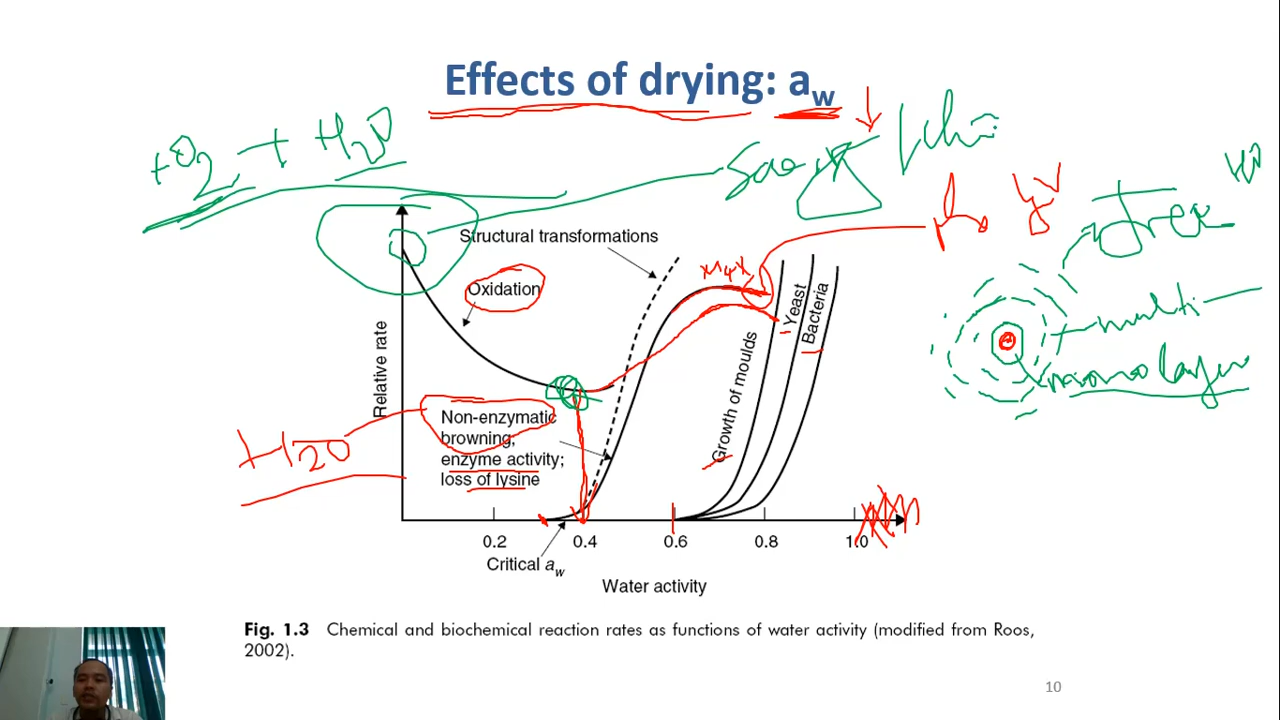 Effects of drying: aw
+O2 + H2O
Sao
Structural transformations
Oxidation
max
Relative rate
Non-enzymatic
browning;
enzyme activity;
loss of lysine
H2O
Growth of moulds
Yeast
Bacteria
multi
monolayer
0.2 0.4 0.6 0.8 1.0
Critical aw
Water activity
Fig. 1.3 Chemical and biochemical reaction rates as functions of water activity (modified from Roos,
2002).
10